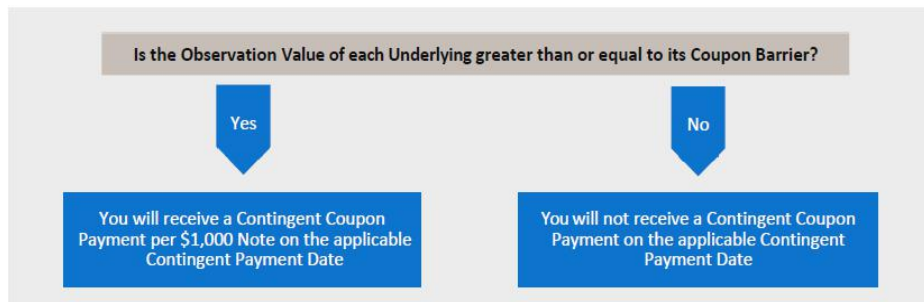 Is the Observation Value of each Underlying greater than or equal to its Coupon Barrier?
Yes
No
You will receive a Contingent Coupon
Payment per $1,000 Note on the applicable
Contingent Payment Date
You will not receive a Contingent Coupon
Payment on the applicable Contingent
Payment Date